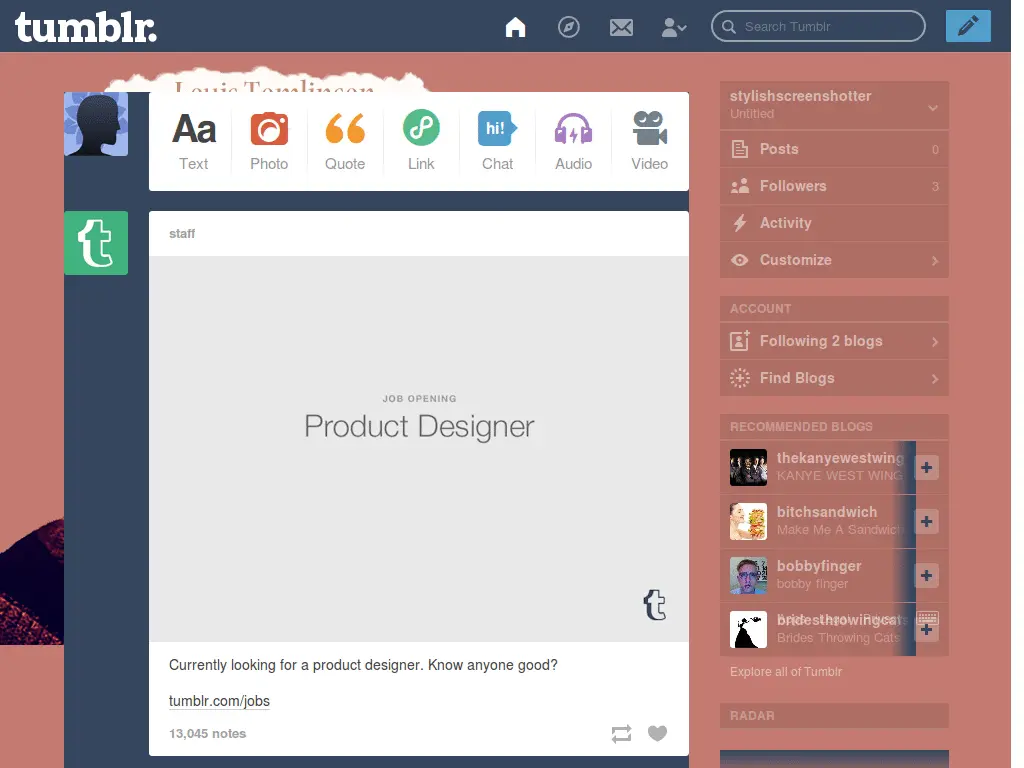 tumblr.
Search Tumblr
Louis Tomlinson
Aa
hi!
Text
Photo
Quote
Link
Chat
Audio
Video
staff
JOB OPENING
Product Designer
Currently looking for a product designer. Know anyone good?
tumblr.com/jobs
13,045 notes
stylishscreenshotter
Untitled
Posts 0
Followers 3
Activity
Customize
ACCOUNT
Following 2 blogs
Find Blogs
RECOMMENDED BLOGS
thekanyewestwing
KANYE WEST WING
bitchsandwich
Make Me A Sandwich
bobbyfinger
bobby finger
bridesthrowingcats
Brides Throwing Cats
Explore all of Tumblr
RADAR